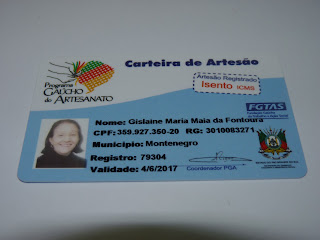 Carteira de Artesão
Programa
GAÚCHO
do ARTESANATO
Artesão Registrado
Isento ICMS
FGTAS
Nome: Gislaine Maria Maia da Fontoura
CPF: 359.927.350-20 RG: 3010083271
Município: Montenegro
Registro: 79304
Validade: 4/6/2017
Coordenador PGA